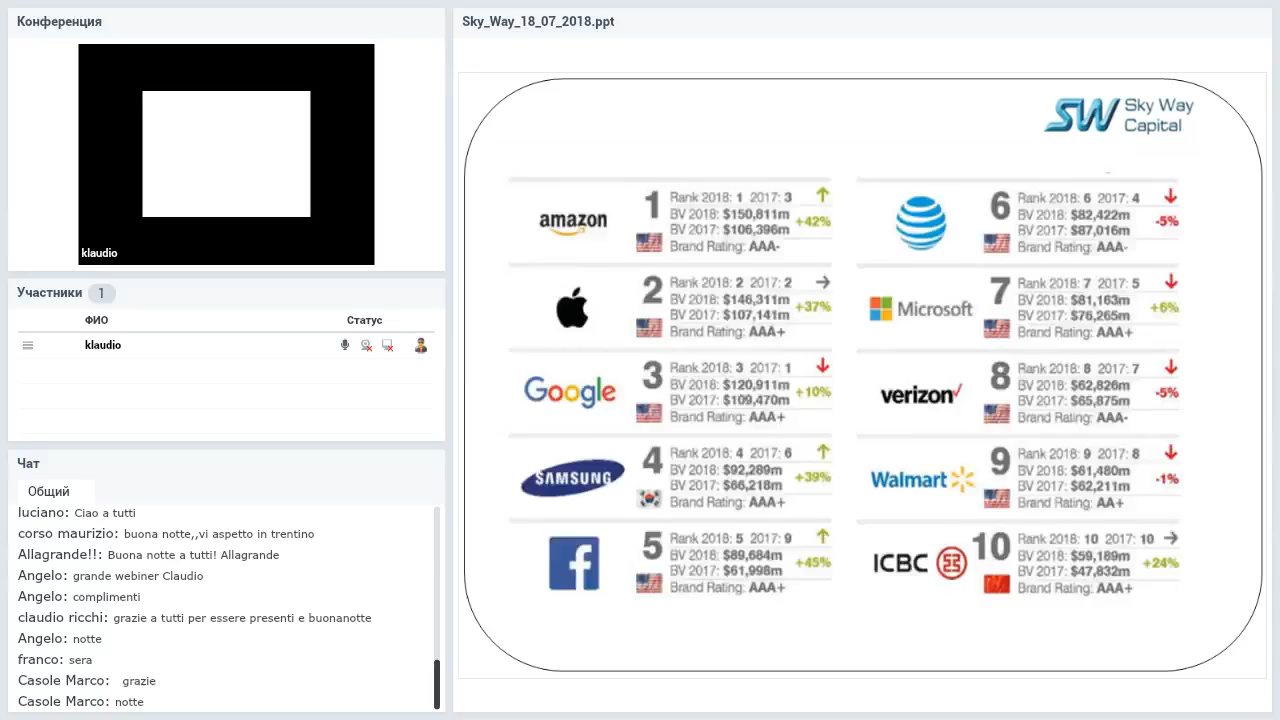 Конференция
klaudio
Участники 1
ФИО Статус
klaudio
Чат
Общий
luciano: Ciao a tutti
corso maurizio: buona notte,,vi aspetto in trentino
Allagrande!!: Buona notte a tutti! Allagrande
Angelo: grande webiner Claudio
Angelo: complimenti
claudio ricchi: grazie a tutti per essere presenti e buonanotte
Angelo: notte
franco: sera
Casole Marco: grazie
Casole Marco: notte
Sky_Way_18_07_2018.ppt
SW Sky Way
Capital
amazon
1 Rank 2018: 1 2017: 3
BV 2018: $150,811m
BV 2017: $106,396m
+42%
Brand Rating: AAA-
2 Rank 2018: 2 2017: 2
BV 2018: $146,311m
BV 2017: $107,141m
+37%
Brand Rating: AAA+
Google
3 Rank 2018: 3 2017: 1
BV 2018: $120,911m
BV 2017: $109,470m
+10%
Brand Rating: AAA+
SAMSUNG
4 Rank 2018: 4 2017: 6
BV 2018: $92,289m
BV 2017: $66,218m
+39%
Brand Rating: AAA+
f
5 Rank 2018: 5 2017: 9
BV 2018: $89,684m
BV 2017: $61,998m
+45%
Brand Rating: AAA+
6 Rank 2018: 6 2017: 4
BV 2018: $82,422m
BV 2017: $87,016m
-5%
Brand Rating: AAA-
Microsoft
7 Rank 2018: 7 2017: 5
BV 2018: $81,163m
BV 2017: $76,265m
+6%
Brand Rating: AAA+
verizon
8 Rank 2018: 8 2017: 7
BV 2018: $62,826m
BV 2017: $65,875m
-5%
Brand Rating: AAA-
Walmart
9 Rank 2018: 9 2017: 8
BV 2018: $61,480m
BV 2017: $62,211m
-1%
Brand Rating: AA+
ICBC
10 Rank 2018: 10 2017: 10
BV 2018: $59,189m
BV 2017: $47,832m
+24%
Brand Rating: AAA+